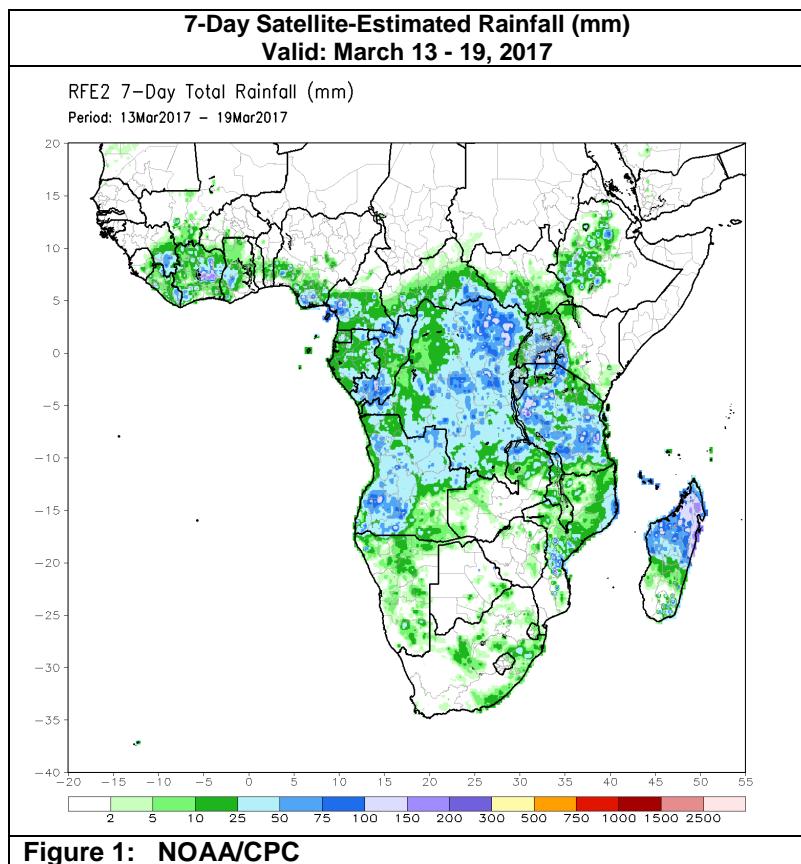 7-Day Satellite-Estimated Rainfall (mm)
Valid: March 13 - 19, 2017
RFE2 7-Day Total Rainfall (mm)
Period: 13Mar2017 - 19Mar2017
20
15
10
5
0
-5
-10
-15
-20
-25
-30
-35
-40
-20 -15 -10 -5 0 5 10 15 20 25 30 35 40 45 50 55
2 5 10 25 50 75 100 150 200 300 500 750 1000 1500 2500
Figure 1: NOAA/CPC